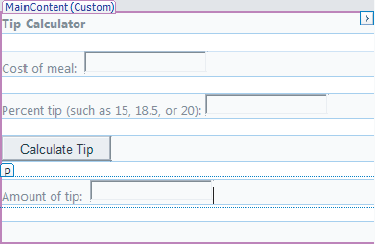 MainContent (Custom)
Tip Calculator
Cost of meal:
Percent tip (such as 15, 18.5, or 20):
Calculate Tip
p
Amount of tip: